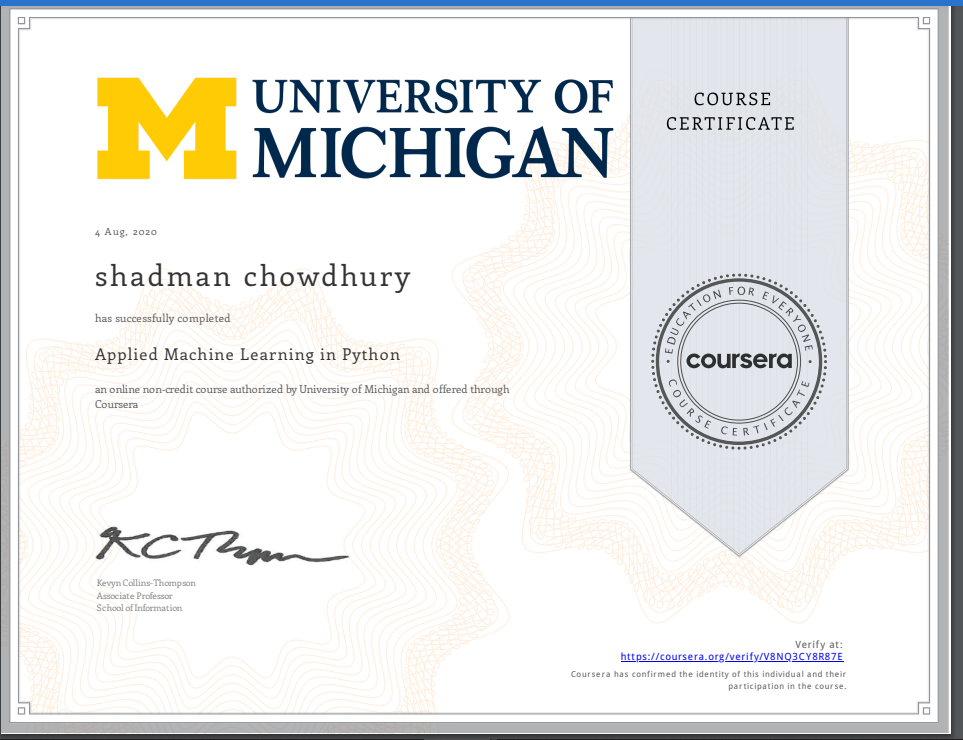 M UNIVERSITY OF
MICHIGAN
COURSE
CERTIFICATE
4 Aug, 2020
shadman chowdhury
has successfully completed
Applied Machine Learning in Python
an online non-credit course authorized by University of Michigan and offered through
Coursera
EDUCATION FOR EVERYONE
coursera
COURSE CERTIFICATE
KC Thompson
Kevyn Collins-Thompson
Associate Professor
School of Information
Verify at:
https://coursera.org/verify/V8NQ3CY8R87E
Coursera has confirmed the identity of this individual and their
participation in the course.